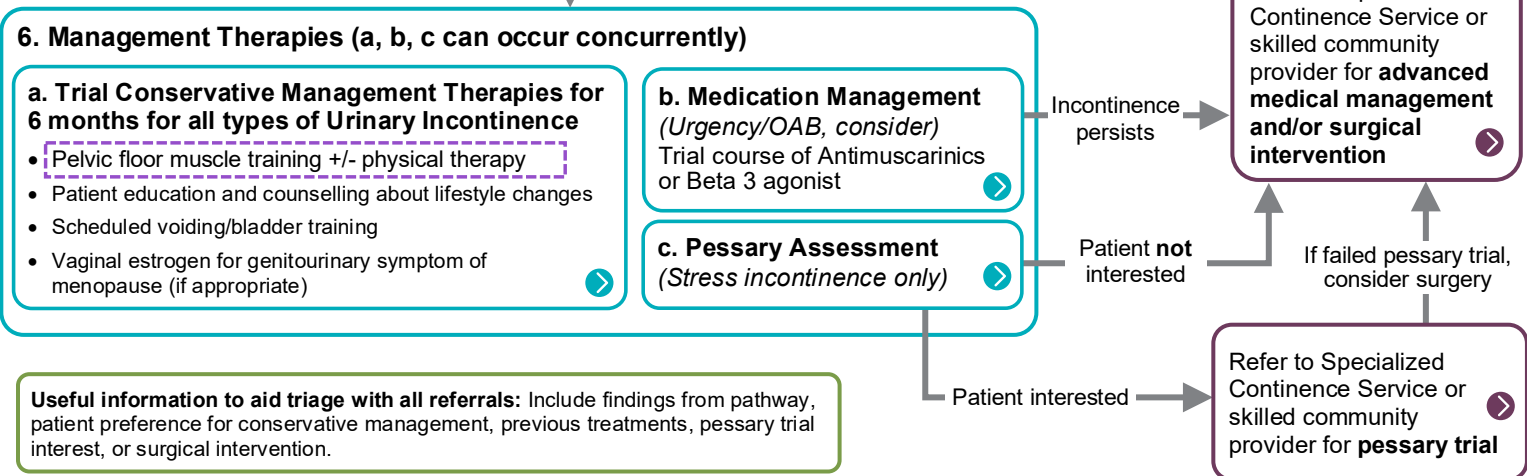 6. Management Therapies (a, b, c can occur concurrently)
a. Trial Conservative Management Therapies for
6 months for all types of Urinary Incontinence
• Pelvic floor muscle training +/- physical therapy
• Patient education and counselling about lifestyle changes
• Scheduled voiding/bladder training
• Vaginal estrogen for genitourinary symptom of
menopause (if appropriate)
b. Medication Management
(Urgency/OAB, consider)
Trial course of Antimuscarinics
or Beta 3 agonist
c. Pessary Assessment
(Stress incontinence only)
Incontinence
persists
Continence Service or
skilled community
provider for advanced
medical management
and/or surgical
intervention
Patient not
interested
If failed pessary trial,
consider surgery
Patient interested
Refer to Specialized
Continence Service or
skilled community
provider for pessary trial
Useful information to aid triage with all referrals: Include findings from pathway,
patient preference for conservative management, previous treatments, pessary trial
interest, or surgical intervention.